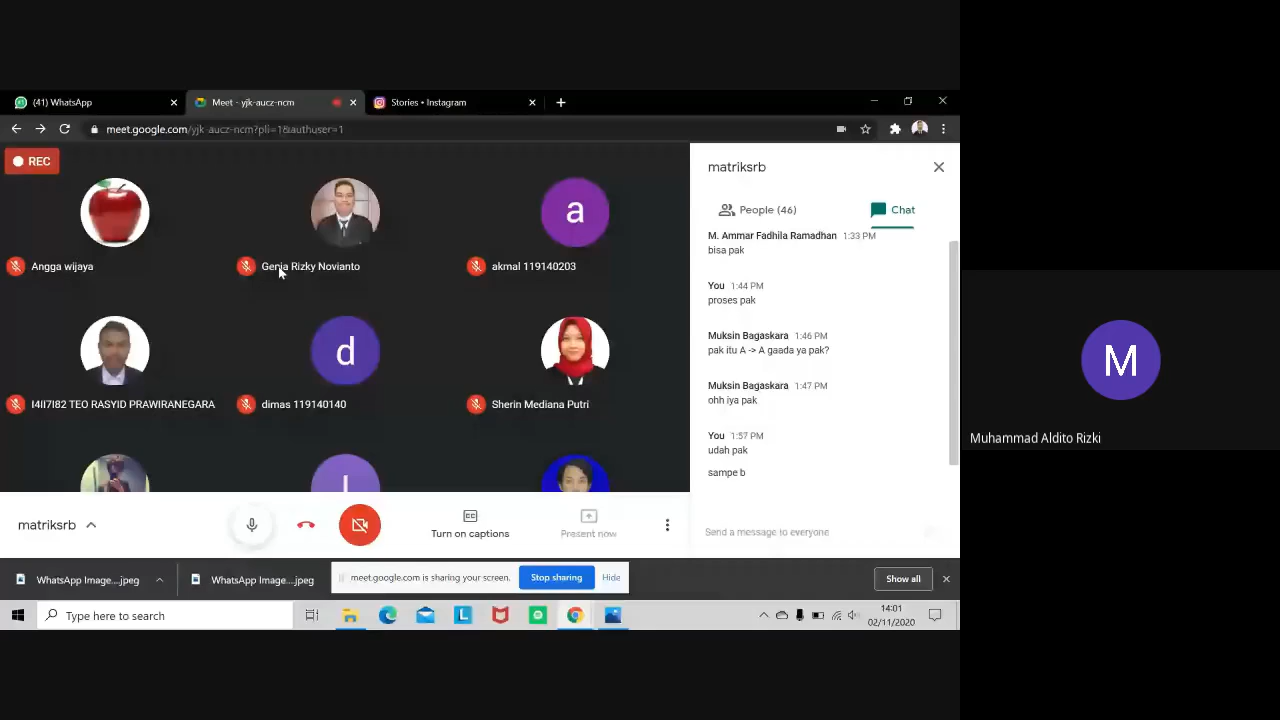 (41) WhatsApp
Meet - yjk-aucz-ncm
Stories • Instagram
meet.google.com/yjk-aucz-ncm?pli=1&authuser=1
REC
a
Angga wijaya
Genia Rizky Novianto
akmal 119140203
d
I4II7I82 TEO RASYID PRAWIRANEGARA
dimas 119140140
Sherin Mediana Putri
matriksrb
Turn on captions
Present now
matriksrb
People (46)
Chat
M. Ammar Fadhila Ramadhan 1:33 PM
bisa pak
You 1:44 PM
proses pak
Muksin Bagaskara 1:46 PM
pak itu A -> A gaada ya pak?
Muksin Bagaskara 1:47 PM
ohh iya pak
You 1:57 PM
udah pak
sampe b
Send a message to everyone
WhatsApp Image....jpeg
WhatsApp Image....jpeg
meet.google.com is sharing your screen.
Stop sharing
Hide
Show all
Type here to search
14:01
02/11/2020
M
Muhammad Aldito Rizki